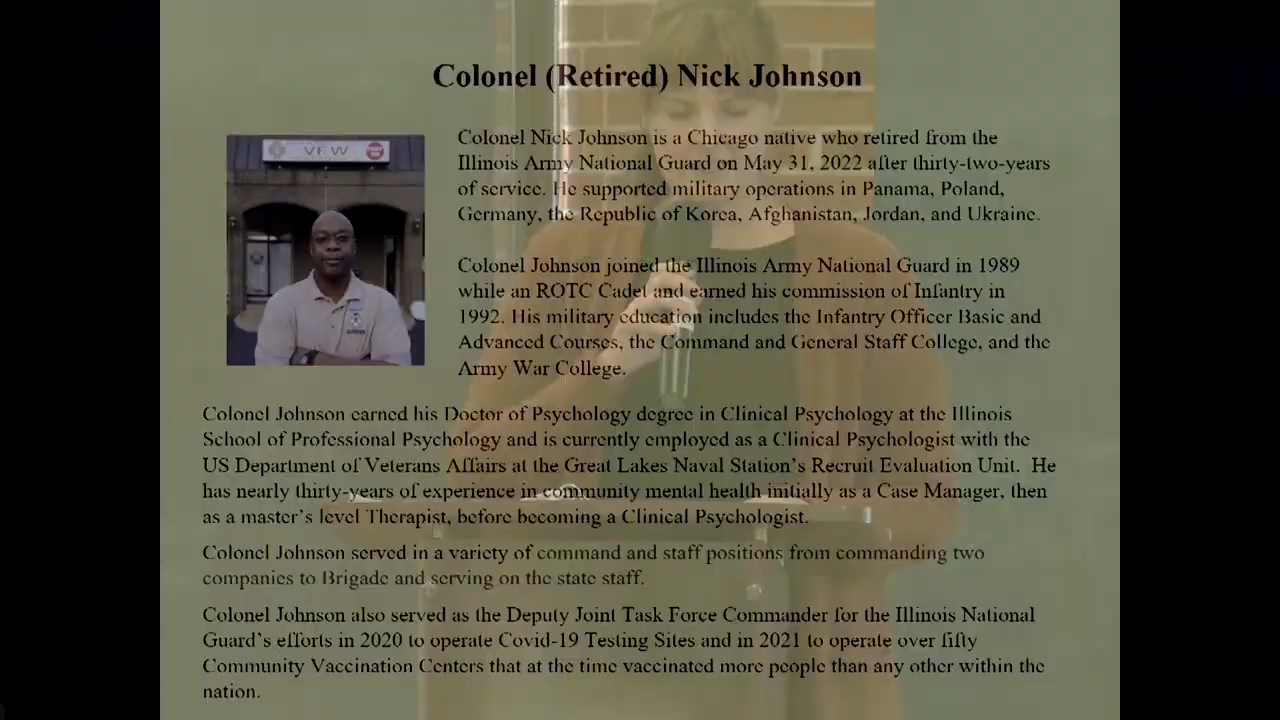 Colonel (Retired) Nick Johnson
VFW
Colonel Nick Johnson is a Chicago native who retired from the
Illinois Army National Guard on May 31, 2022 after thirty-two-years
of service. He supported military operations in Panama, Poland,
Germany, the Republic of Korea, Afghanistan, Jordan, and Ukraine.
Colonel Johnson joined the Illinois Army National Guard in 1989
while an ROTC Cadet and earned his commission of Infantry in
1992. His military education includes the Infantry Officer Basic and
Advanced Courses, the Command and General Staff College, and the
Army War College.
Colonel Johnson earned his Doctor of Psychology degree in Clinical Psychology at the Illinois
School of Professional Psychology and is currently employed as a Clinical Psychologist with the
US Department of Veterans Affairs at the Great Lakes Naval Station's Recruit Evaluation Unit. He
has nearly thirty-years of experience in community mental health initially as a Case Manager, then
as a master's level Therapist, before becoming a Clinical Psychologist.
Colonel Johnson served in a variety of command and staff positions from commanding two
companies to Brigade and serving on the state staff.
Colonel Johnson also served as the Deputy Joint Task Force Commander for the Illinois National
Guard's efforts in 2020 to operate Covid-19 Testing Sites and in 2021 to operate over fifty
Community Vaccination Centers that at the time vaccinated more people than any other within the
nation.